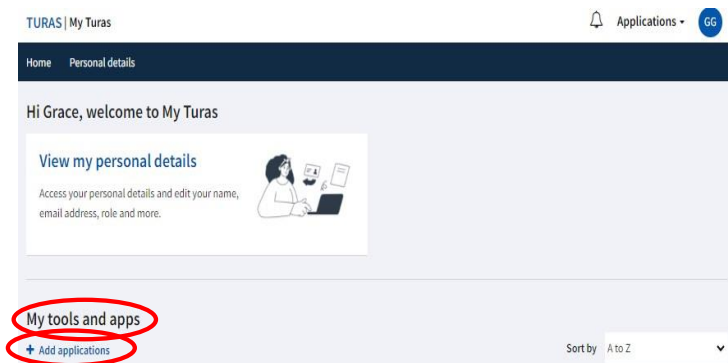 TURAS | My Turas
Applications
GG
Home Personal details
Hi Grace, welcome to My Turas
View my personal details
Access your personal details and edit your name,
email address, role and more.
My tools and apps
+ Add applications
Sort by A to Z